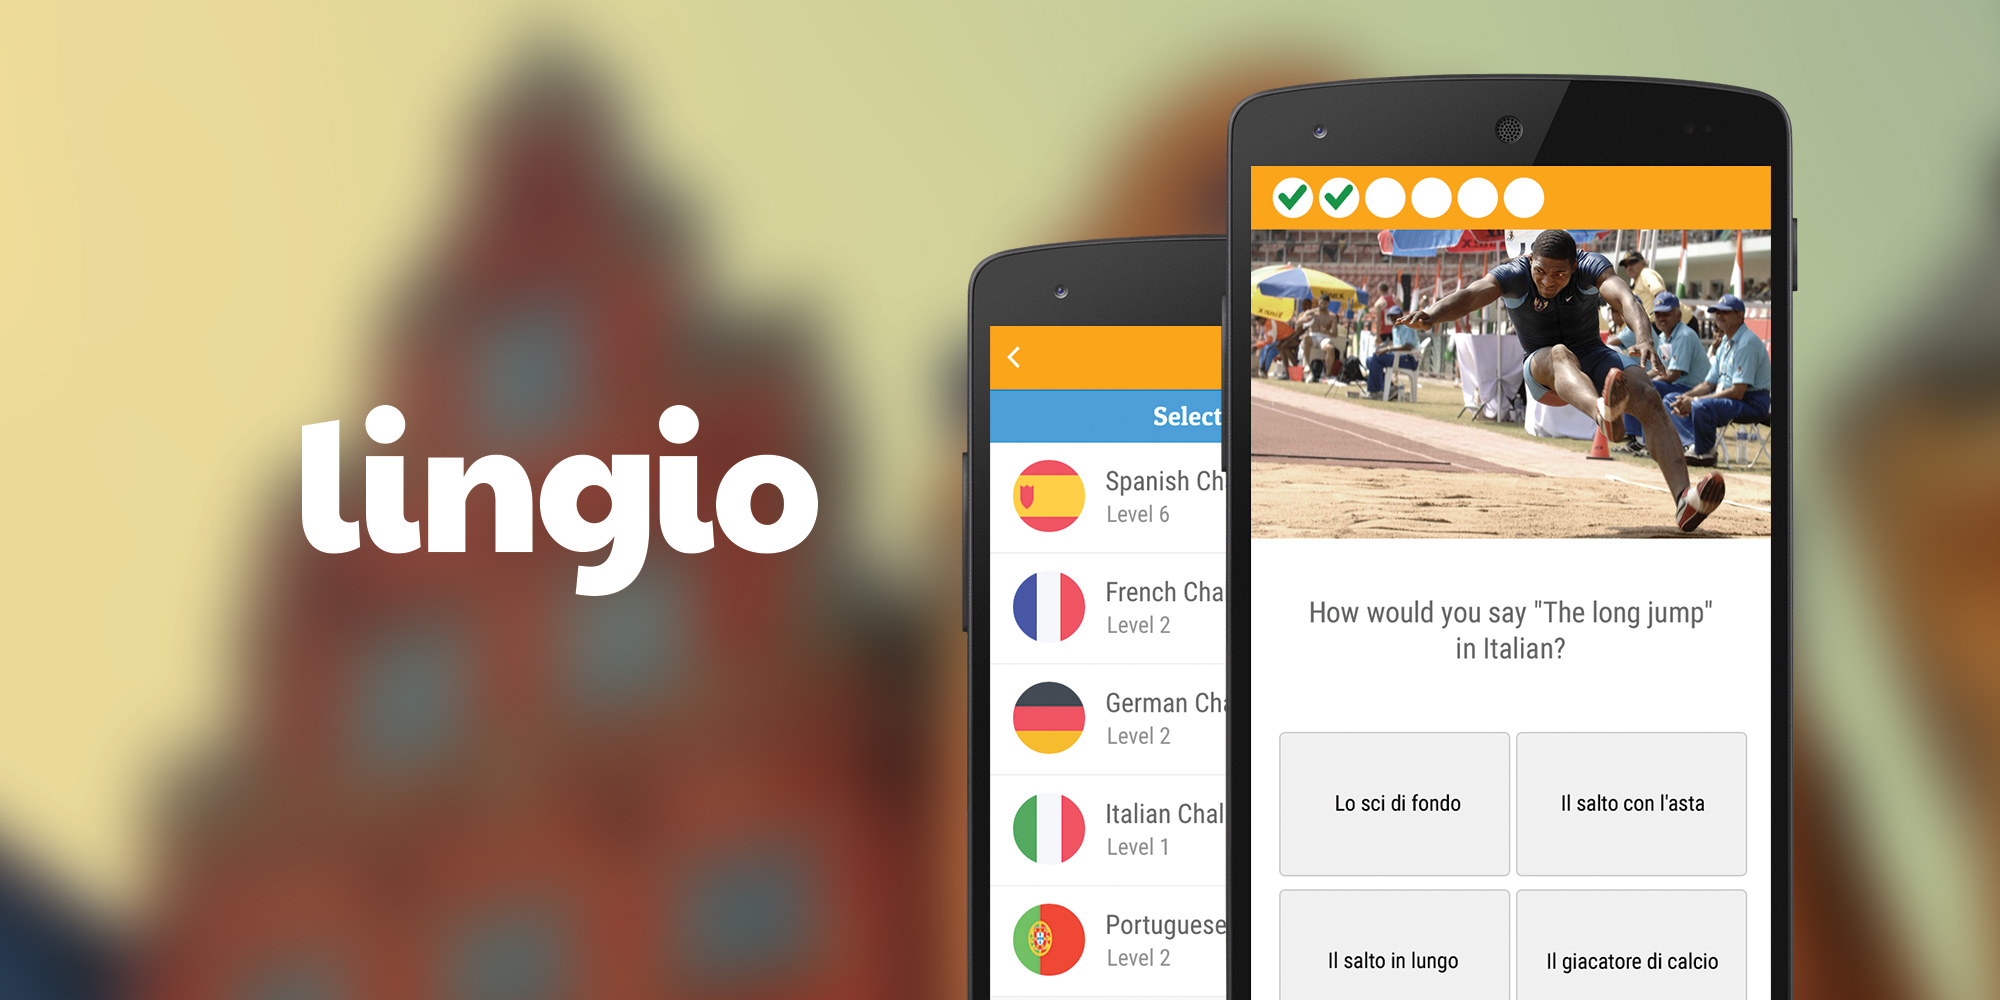 lingio
Select
Spanish Ch
Level 6
French Cha
Level 2
German Cha
Level 2
Italian Chal
Level 1
Portuguese
Level 2
How would you say "The long jump"
in Italian?
Lo sci di fondo
Il salto con l'asta
Il salto in lungo
Il giacatore di calcio